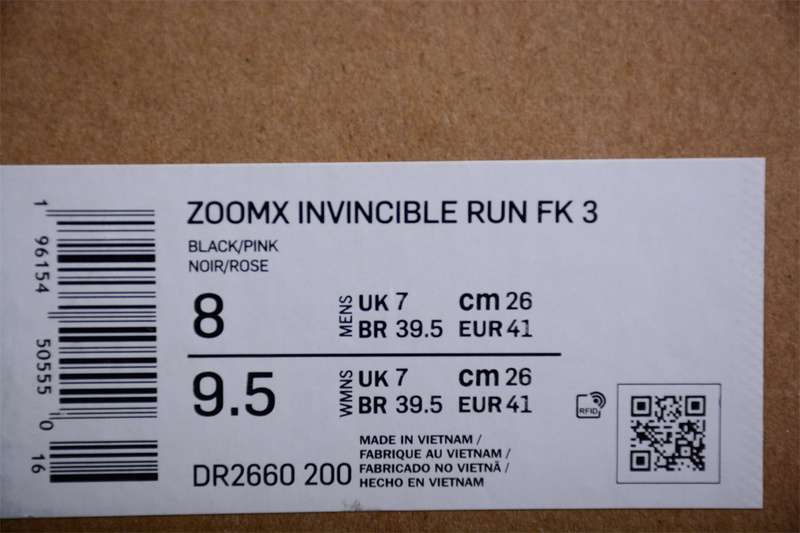 ZOOMX INVINCIBLE RUN FK 3
BLACK/PINK
NOIR/ROSE
8 MENS UK 7 cm 26
BR 39.5 EUR 41
9.5 WMNS UK 7 cm 26
BR 39.5 EUR 41
DR2660 200
MADE IN VIETNAM /
FABRIQUE AU VIETNAM /
FABRICADO NO VIETNÃ /
HECHO EN VIETNAM
RFID
1 96154 50555 0 16